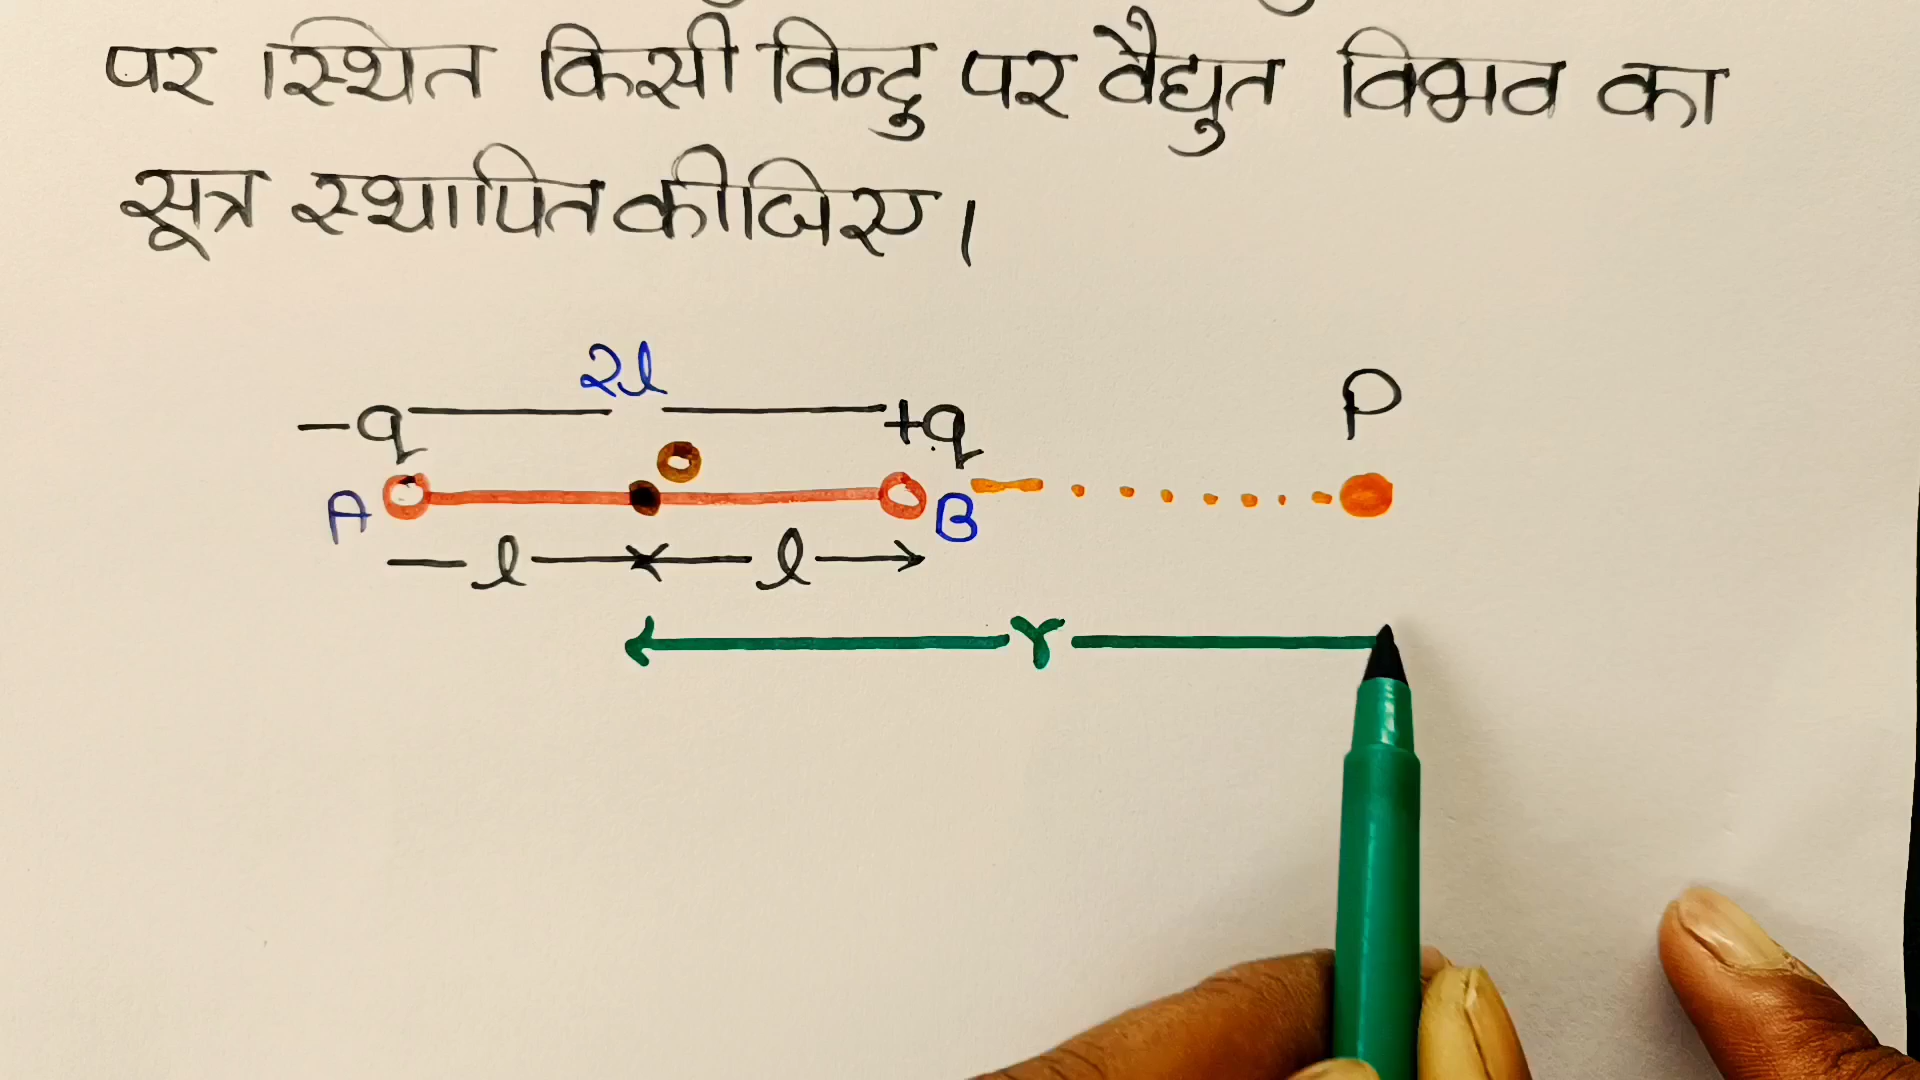 पर स्थित किसी विन्दु पर वैद्युत विभव का
सूत्र स्थापित कीजिए।
2l
P
-q +q
O
A B
l l
r